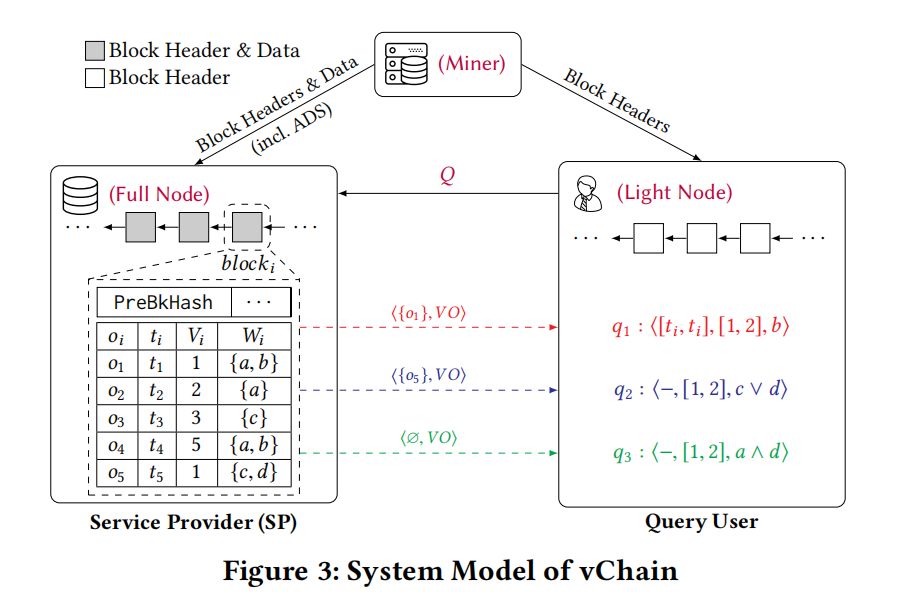 Block Header & Data
Block Header
(Miner)
Block Headers & Data
(incl. ADS)
Block Headers
(Full Node)
Q
(Light Node)
··· ···
block_i
··· ···
PreBkHash ···
o_i t_i V_i W_i
o_1 t_1 1 {a, b}
o_2 t_2 2 {a}
o_3 t_3 3 {c}
o_4 t_4 5 {a, b}
o_5 t_5 1 {c, d}
⟨{o_1}, VO⟩
⟨{o_5}, VO⟩
⟨∅, VO⟩
q_1 : ⟨[t_i, t_i], [1, 2], b⟩
q_2 : ⟨−, [1, 2], c ∨ d⟩
q_3 : ⟨−, [1, 2], a ∧ d⟩
Service Provider (SP)
Query User
Figure 3: System Model of vChain